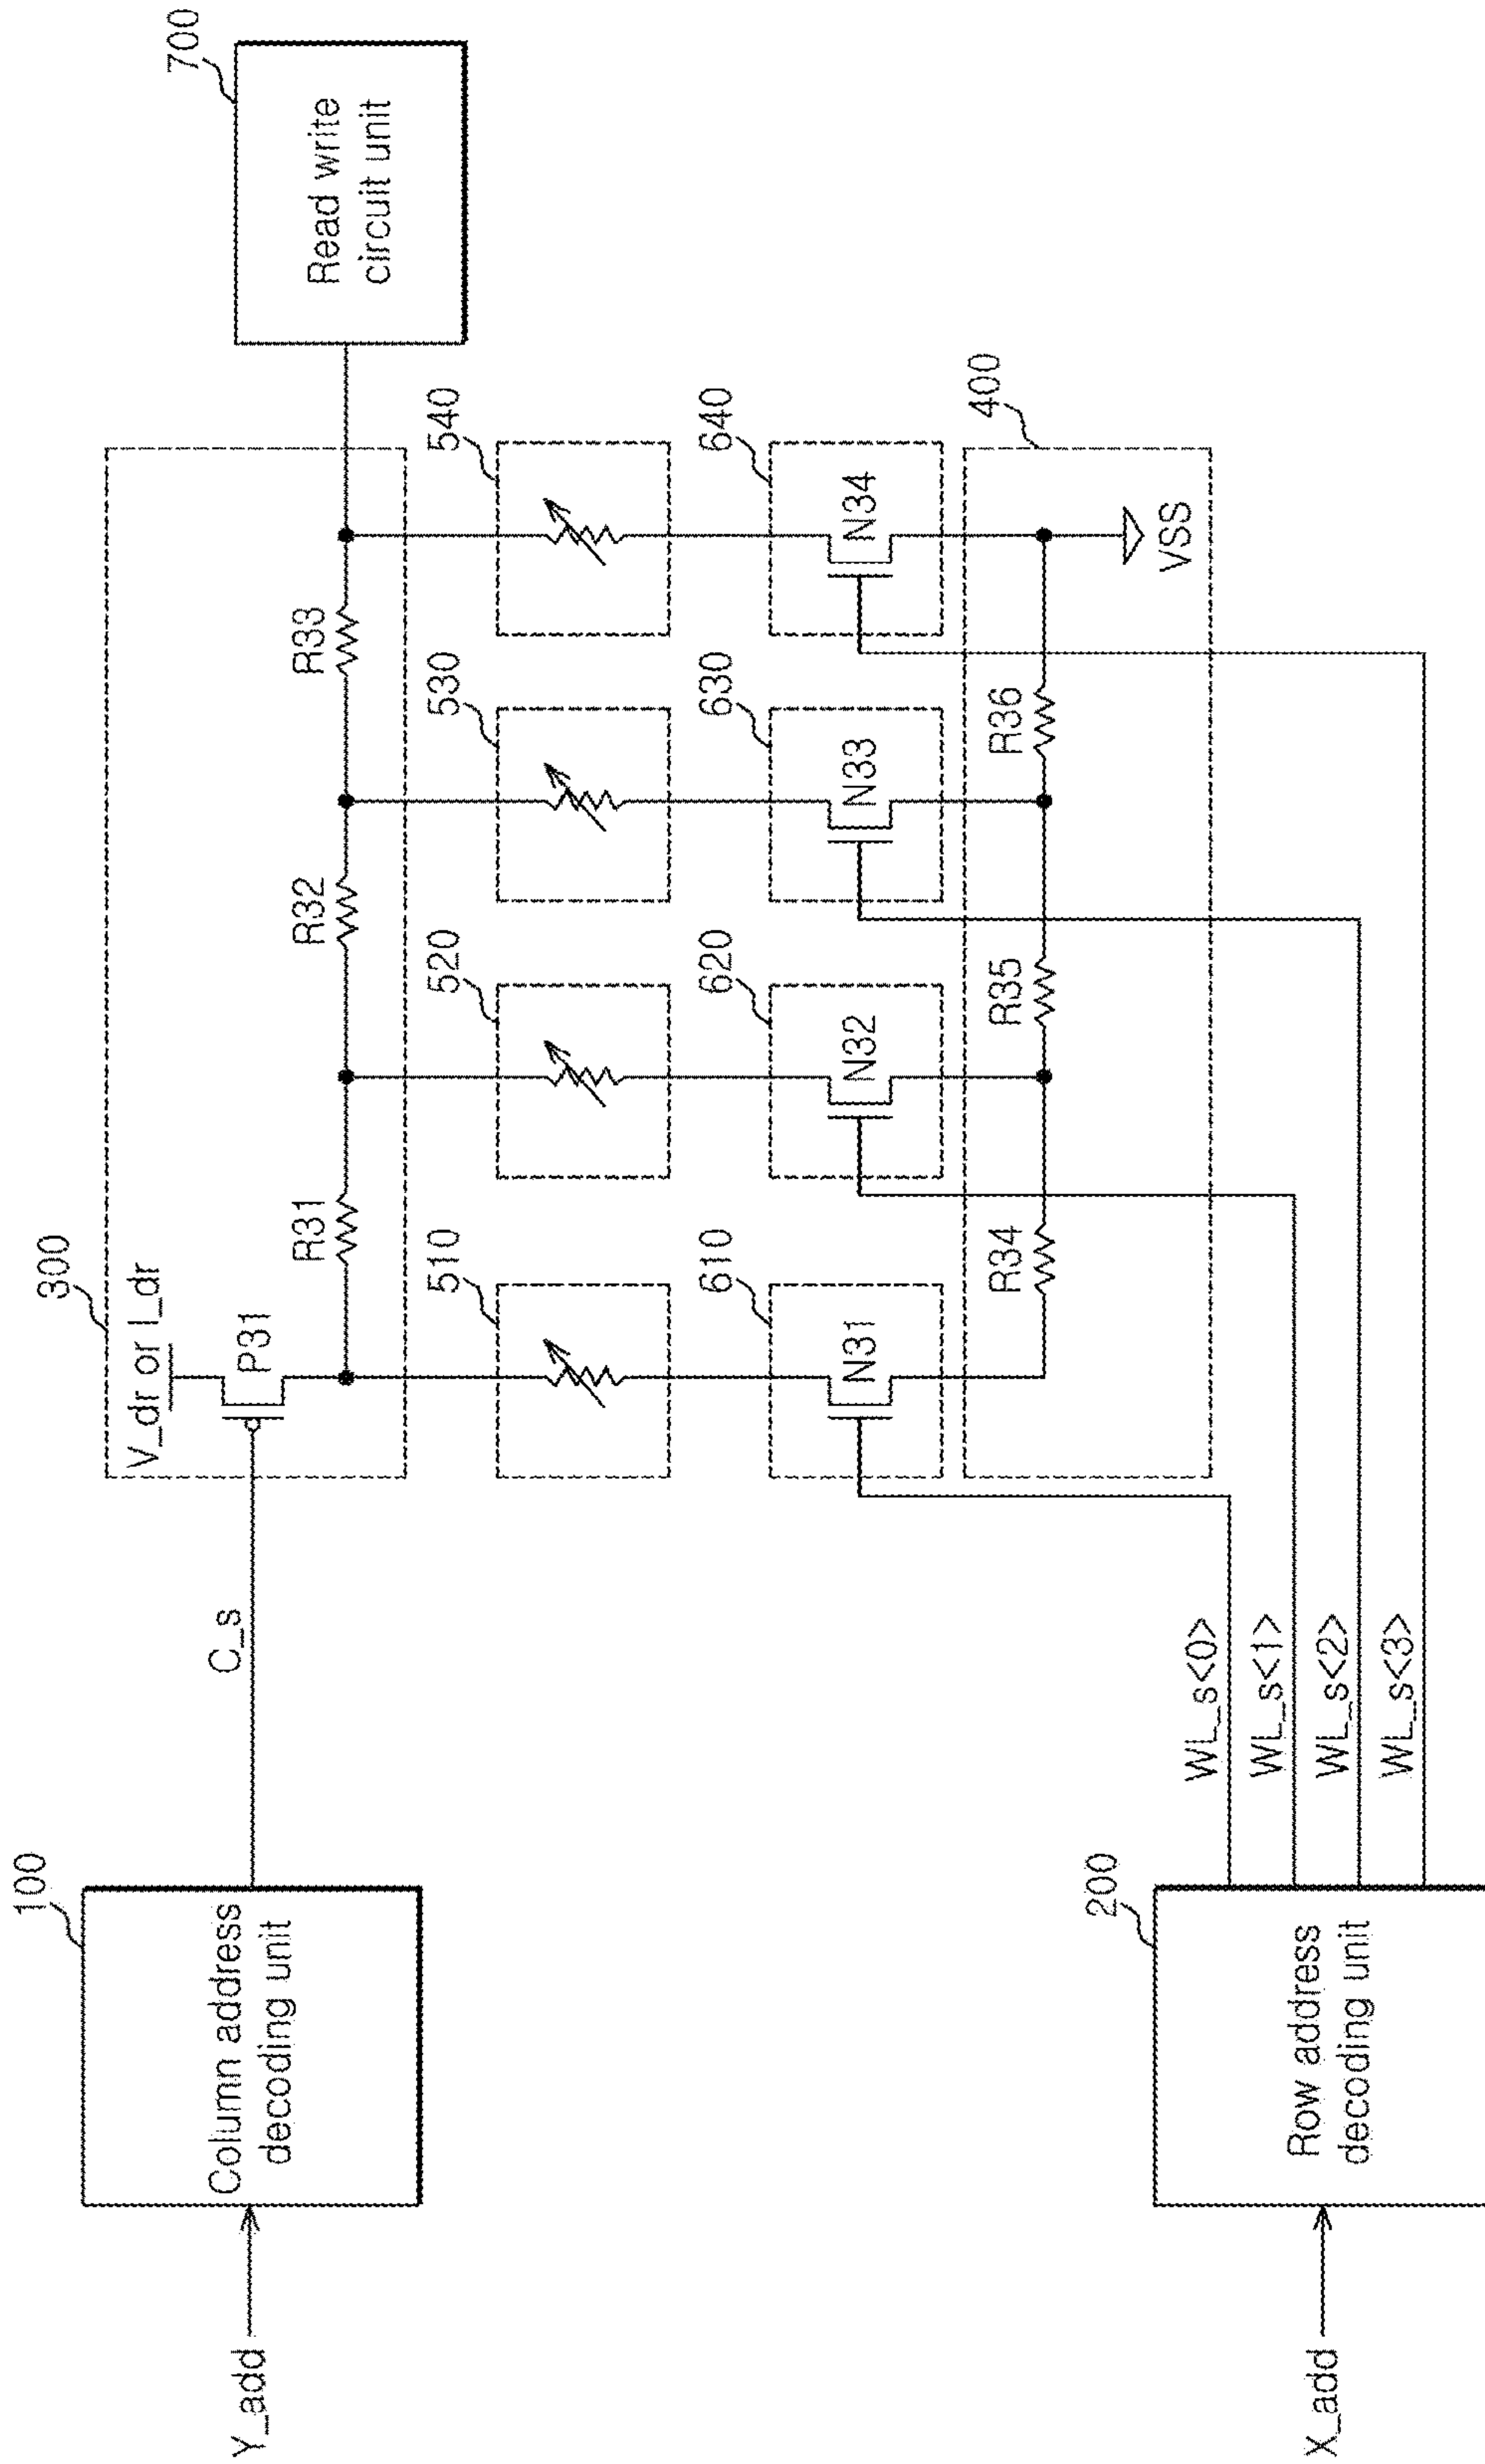 700
Read write
circuit unit
300
V_dr or I_dr
P31
R31
R32
R33
100
Column address
decoding unit
Y_add
C_s
510
520
530
540
610
620
630
640
N31
N32
N33
N34
400
R34
R35
R36
VSS
WL_s<0>
WL_s<1>
WL_s<2>
WL_s<3>
200
Row address
decoding unit
X_add